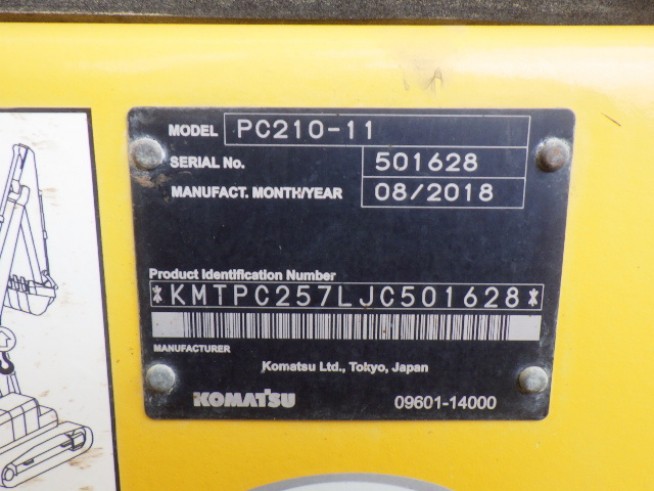 MODEL PC210-11
SERIAL No. 501628
MANUFACT. MONTH/YEAR 08/2018
Product Identification Number
*KMTPC257LJC501628*
MANUFACTURER
Komatsu Ltd., Tokyo, Japan
KOMATSU 09601-14000